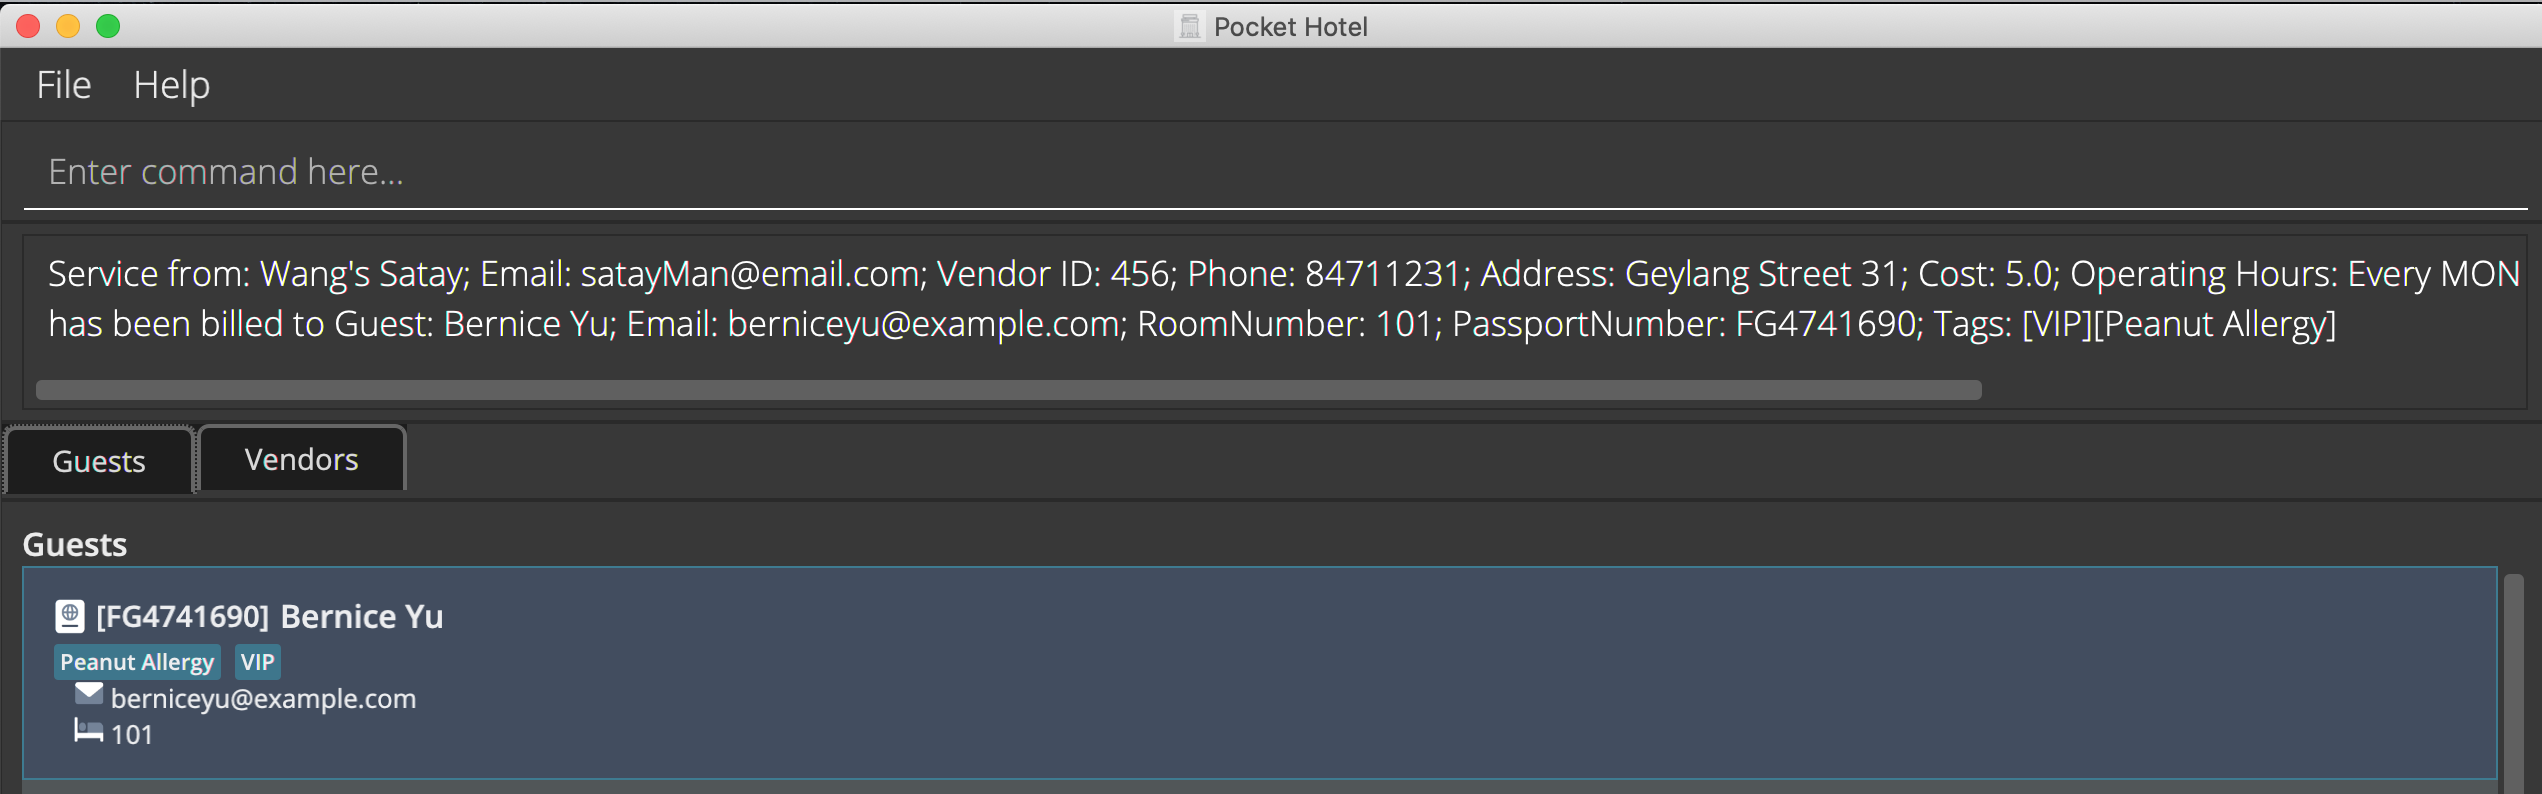 Pocket Hotel
File Help
Enter command here...
Service from: Wang's Satay; Email: satayMan@email.com; Vendor ID: 456; Phone: 84711231; Address: Geylang Street 31; Cost: 5.0; Operating Hours: Every MON
has been billed to Guest: Bernice Yu; Email: berniceyu@example.com; RoomNumber: 101; PassportNumber: FG4741690; Tags: [VIP][Peanut Allergy]
Guests Vendors
Guests
[FG4741690] Bernice Yu
Peanut Allergy VIP
berniceyu@example.com
101